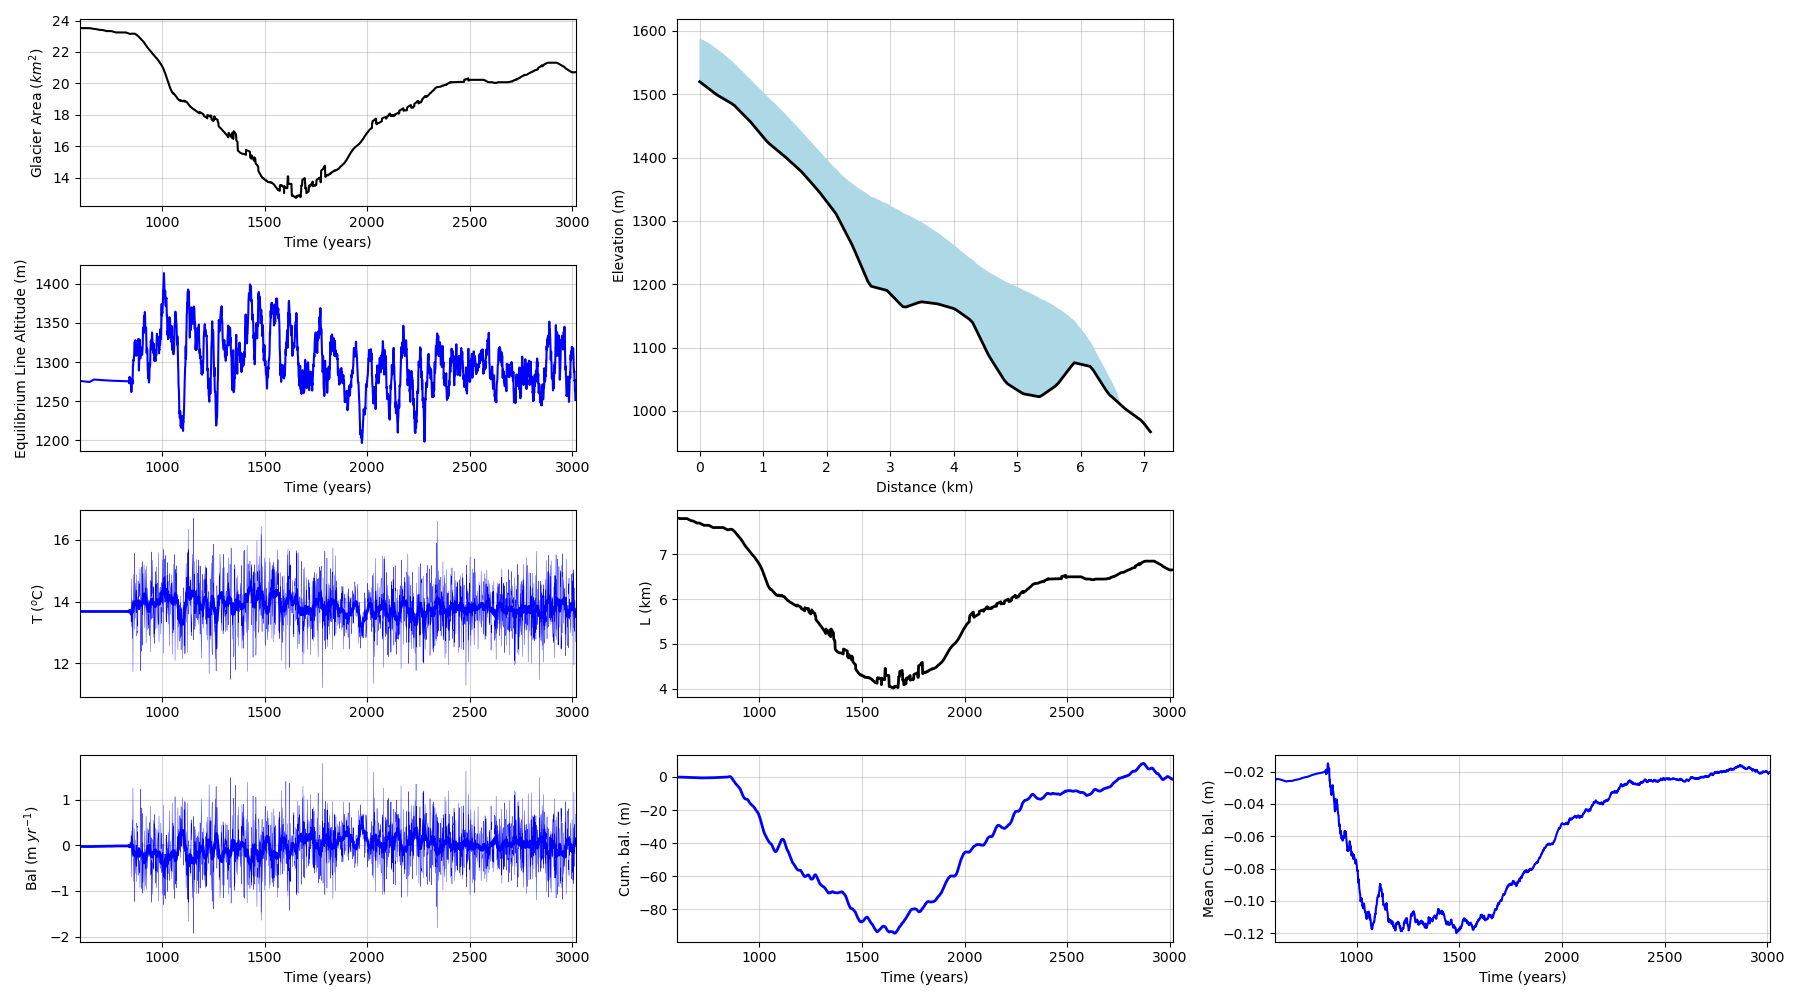 24
22
20
18
16
14
Glacier Area (km²)
1000 1500 2000 2500 3000
Time (years)
1400
1350
1300
1250
1200
Equilibrium Line Altitude (m)
1000 1500 2000 2500 3000
Time (years)
1600
1500
1400
1300
1200
1100
1000
Elevation (m)
0 1 2 3 4 5 6 7
Distance (km)
16
14
12
T (°C)
1000 1500 2000 2500 3000
7
6
5
4
L (km)
1000 1500 2000 2500 3000
1
0
−1
−2
Bal (m yr⁻¹)
1000 1500 2000 2500 3000
Time (years)
0
−20
−40
−60
−80
Cum. bal. (m)
1000 1500 2000 2500 3000
Time (years)
−0.02
−0.04
−0.06
−0.08
−0.10
−0.12
Mean Cum. bal. (m)
1000 1500 2000 2500 3000
Time (years)